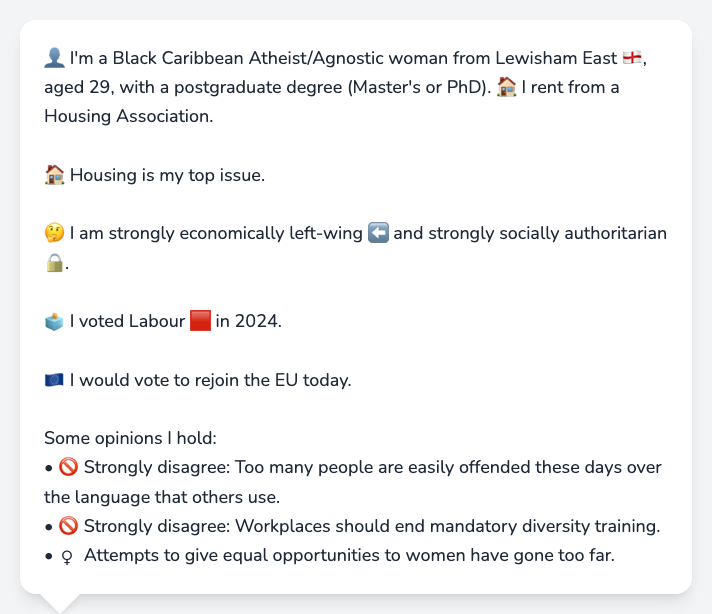 👤 I'm a Black Caribbean Atheist/Agnostic woman from Lewisham East 🏴󠁧󠁢󠁥󠁮󠁧󠁿,
aged 29, with a postgraduate degree (Master's or PhD). 🏠 I rent from a
Housing Association.
🏠 Housing is my top issue.
🤔 I am strongly economically left-wing ⬅️ and strongly socially authoritarian
🔒.
🗳️ I voted Labour 🟥 in 2024.
🇪🇺 I would vote to rejoin the EU today.
Some opinions I hold:
• 🚫 Strongly disagree: Too many people are easily offended these days over
the language that others use.
• 🚫 Strongly disagree: Workplaces should end mandatory diversity training.
• ♀ Attempts to give equal opportunities to women have gone too far.